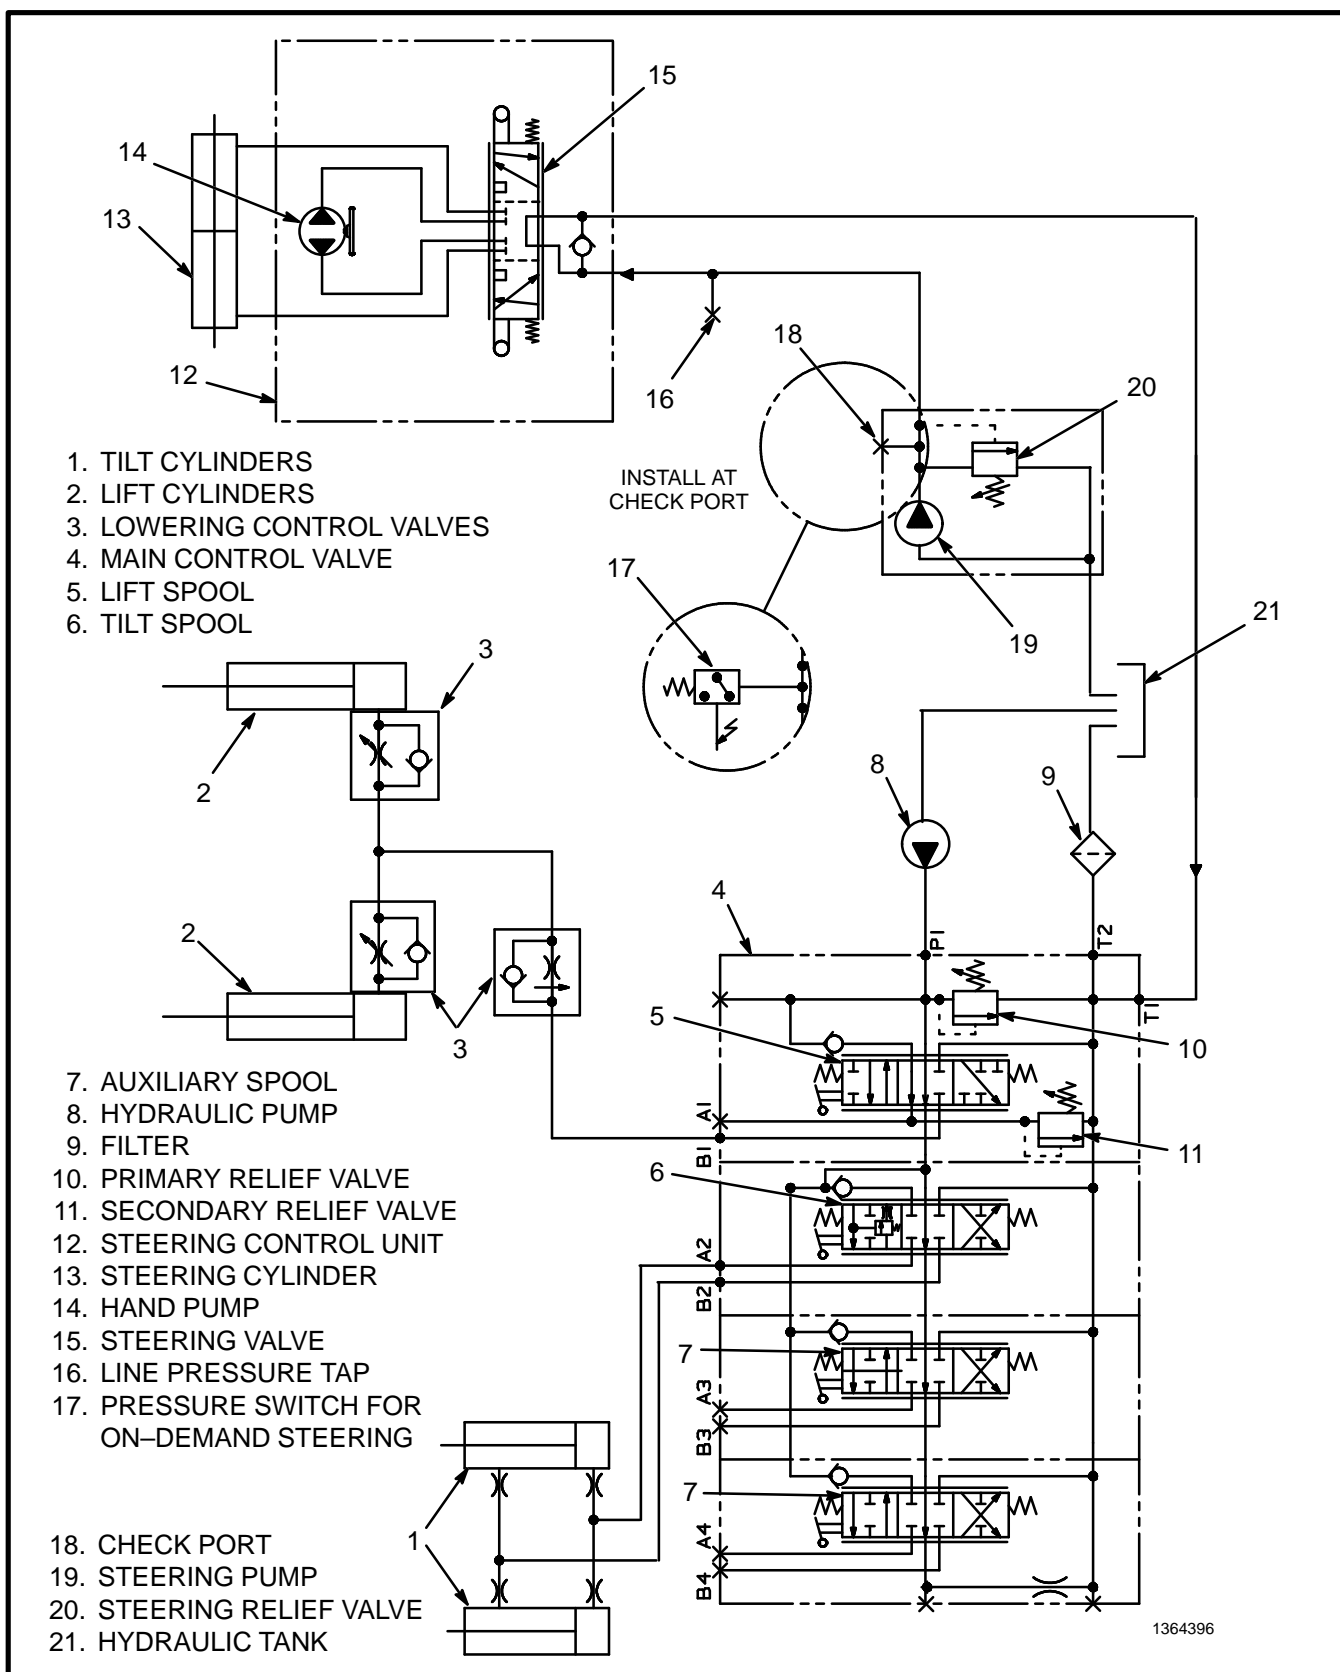 15
14
13
12
16
18
20
INSTALL AT
CHECK PORT
17
19
21
1. TILT CYLINDERS
2. LIFT CYLINDERS
3. LOWERING CONTROL VALVES
4. MAIN CONTROL VALVE
5. LIFT SPOOL
6. TILT SPOOL
3
2
8
9
4
2
P1
T2
T1
5
3
10
A1
B1
11
6
A2
B2
7
A3
B3
7
A4
B4
7. AUXILIARY SPOOL
8. HYDRAULIC PUMP
9. FILTER
10. PRIMARY RELIEF VALVE
11. SECONDARY RELIEF VALVE
12. STEERING CONTROL UNIT
13. STEERING CYLINDER
14. HAND PUMP
15. STEERING VALVE
16. LINE PRESSURE TAP
17. PRESSURE SWITCH FOR
ON–DEMAND STEERING
1
18. CHECK PORT
19. STEERING PUMP
20. STEERING RELIEF VALVE
21. HYDRAULIC TANK
1364396